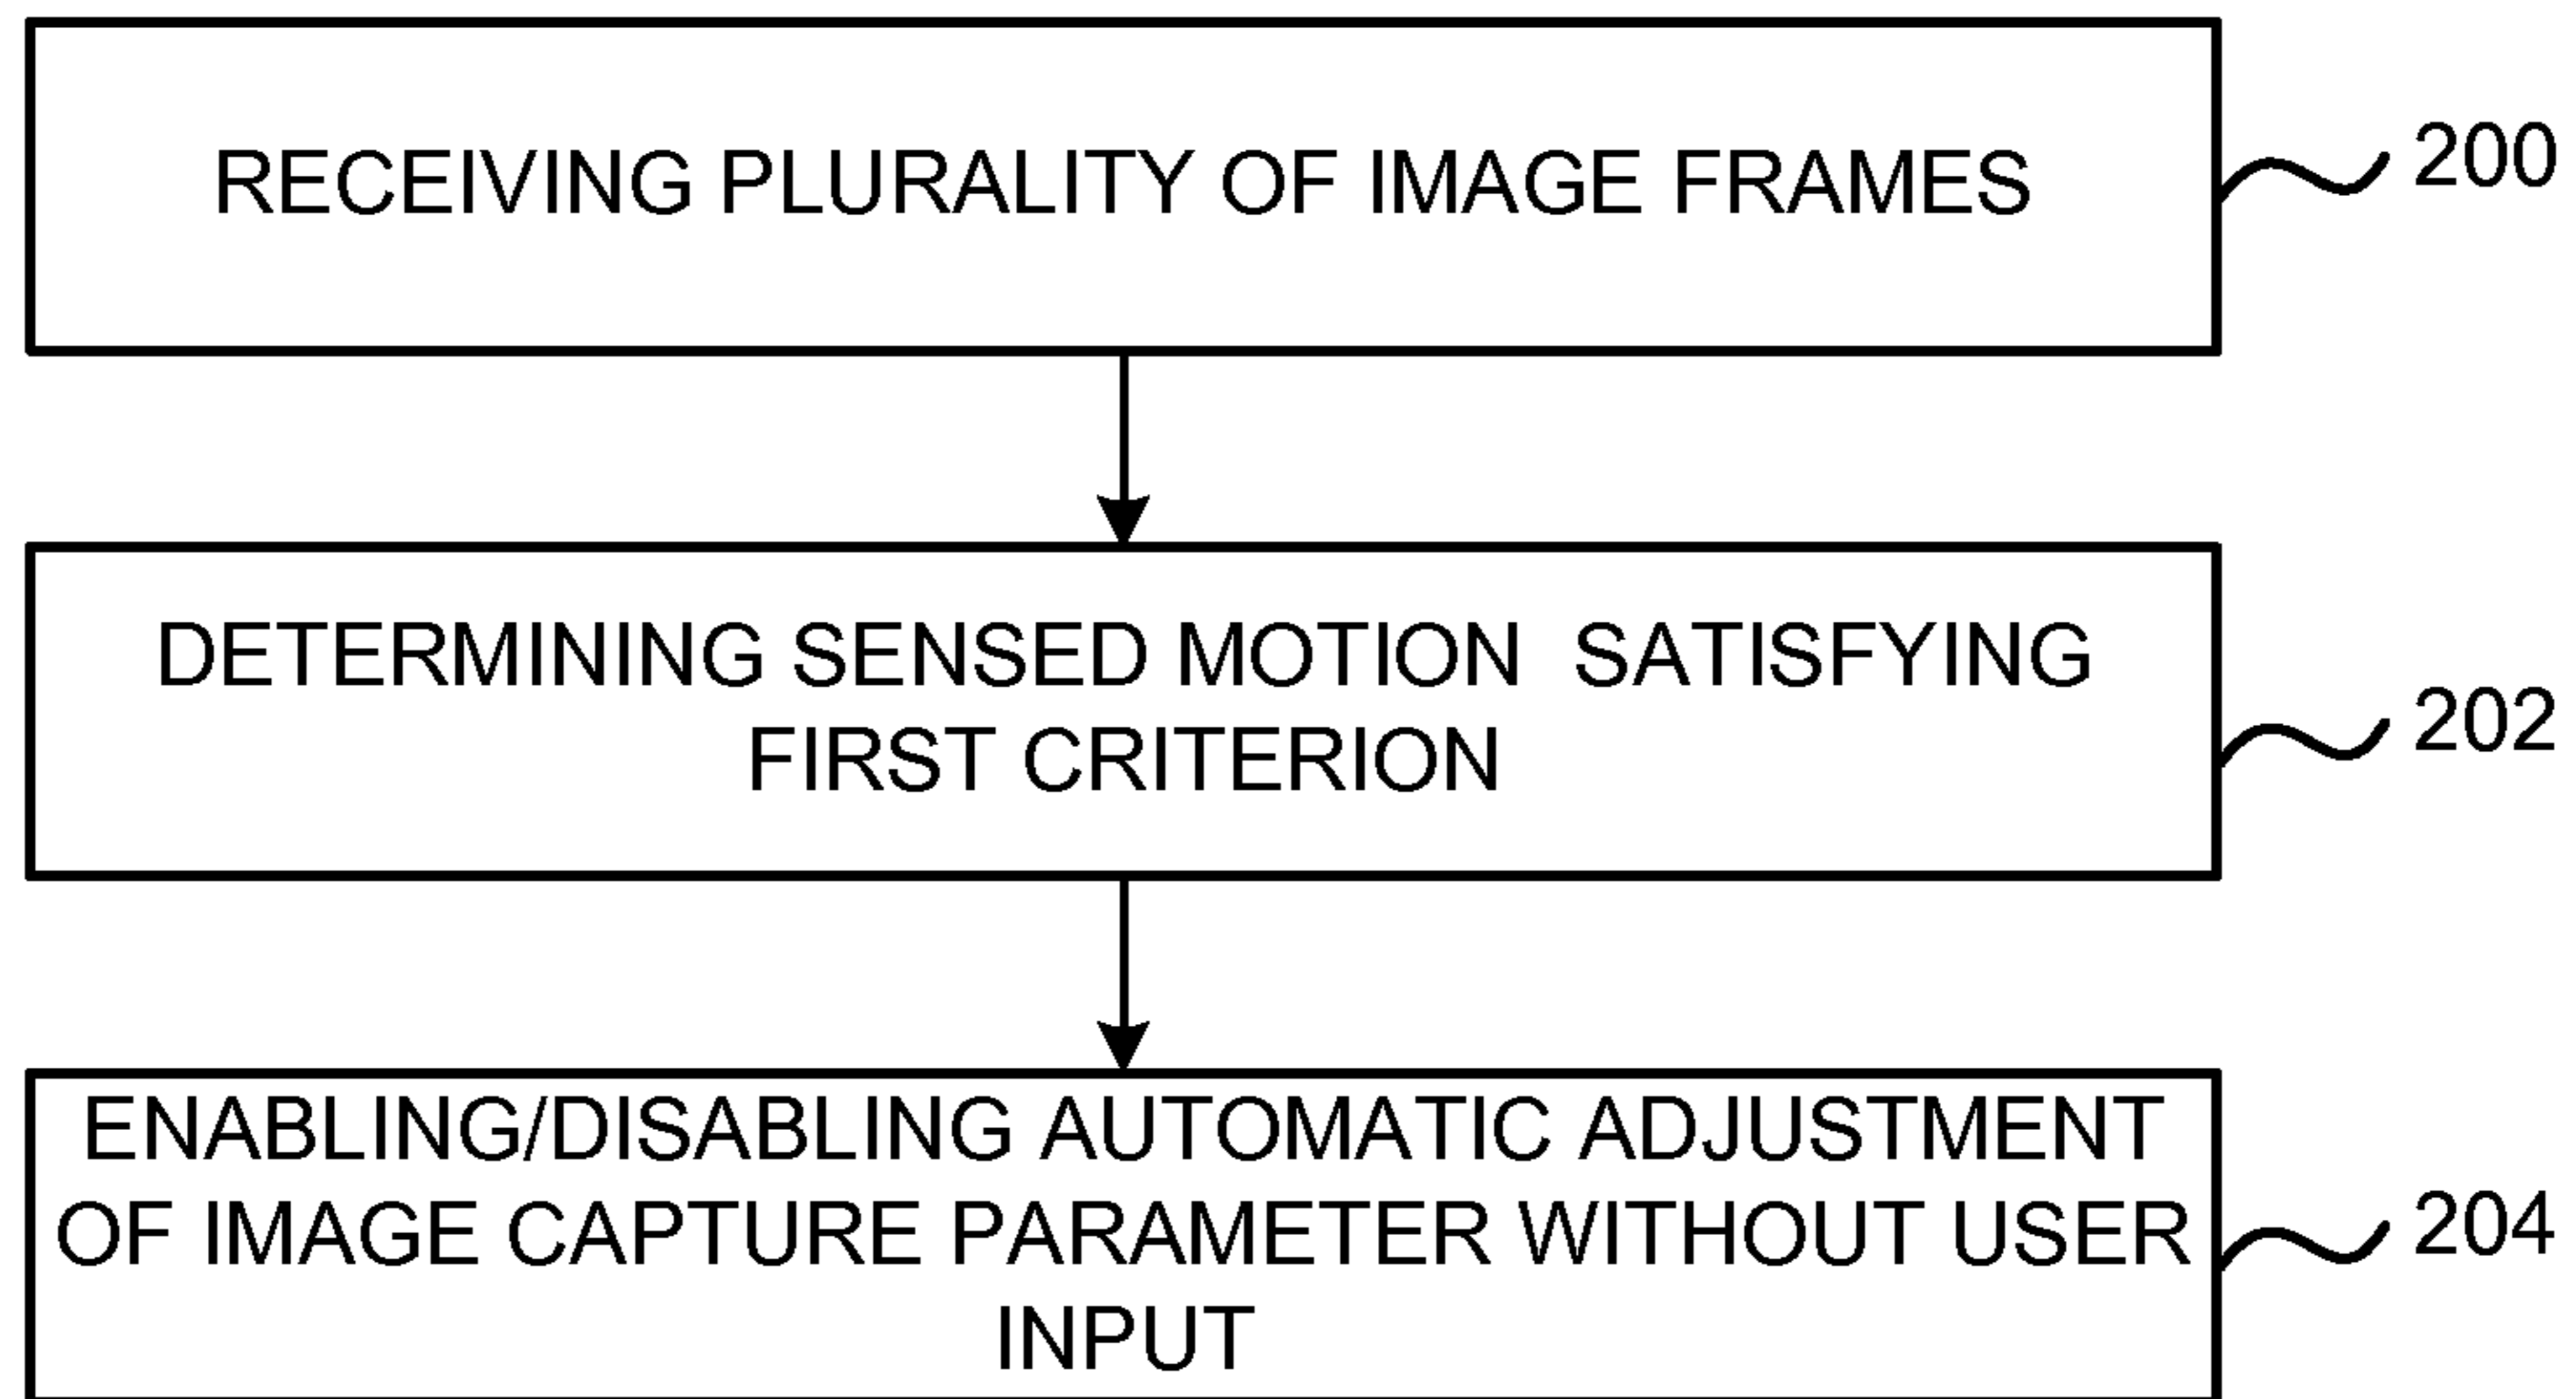 RECEIVING PLURALITY OF IMAGE FRAMES
200
DETERMINING SENSED MOTION  SATISFYING
FIRST CRITERION
202
ENABLING/DISABLING AUTOMATIC ADJUSTMENT
OF IMAGE CAPTURE PARAMETER WITHOUT USER
INPUT
204